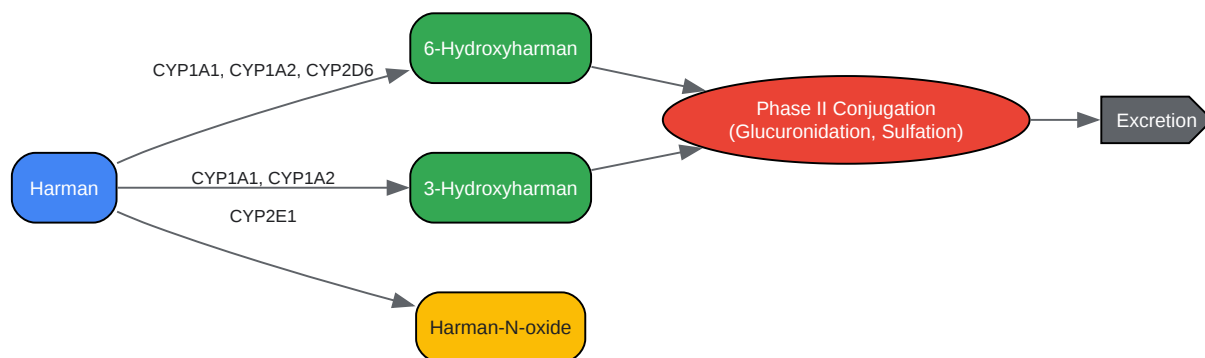 6-Hydroxyharman
CYP1A1, CYP1A2, CYP2D6
Phase II Conjugation
(Glucuronidation, Sulfation)
Excretion
Harman
CYP1A1, CYP1A2
3-Hydroxyharman
CYP2E1
Harman-N-oxide